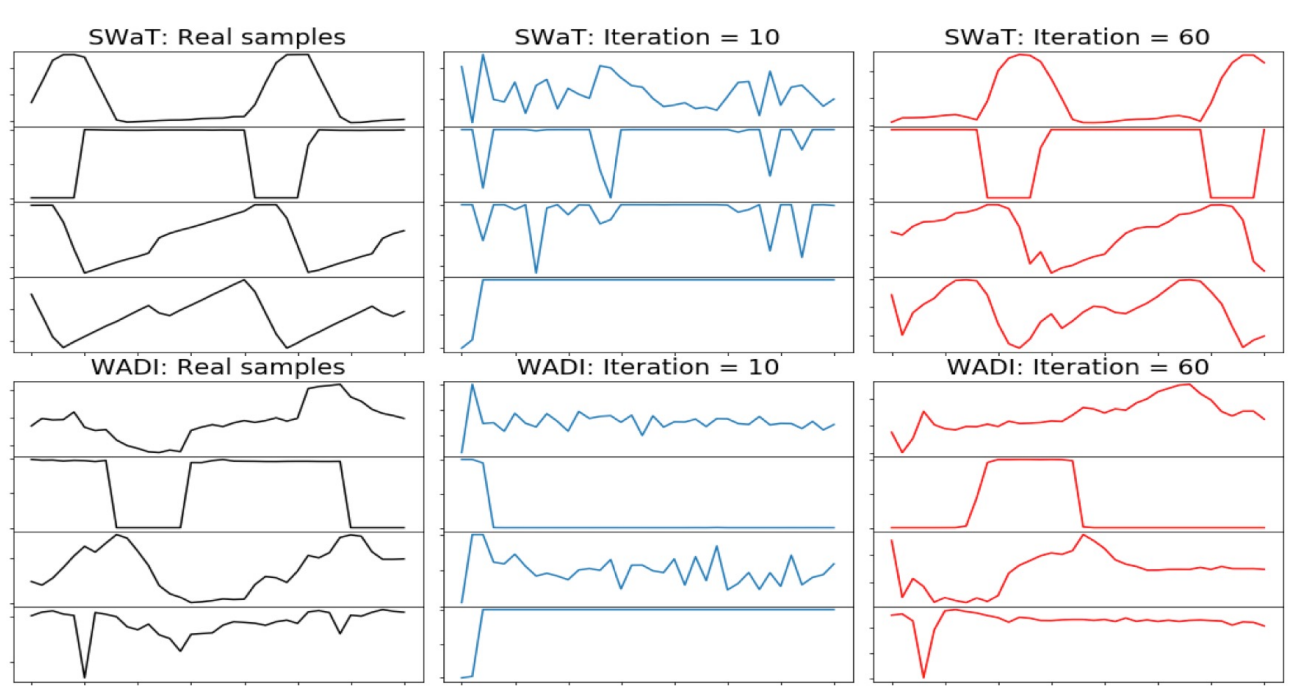 SWaT: Real samples
SWaT: Iteration = 10
SWaT: Iteration = 60
WADI: Real samples
WADI: Iteration = 10
WADI: Iteration = 60